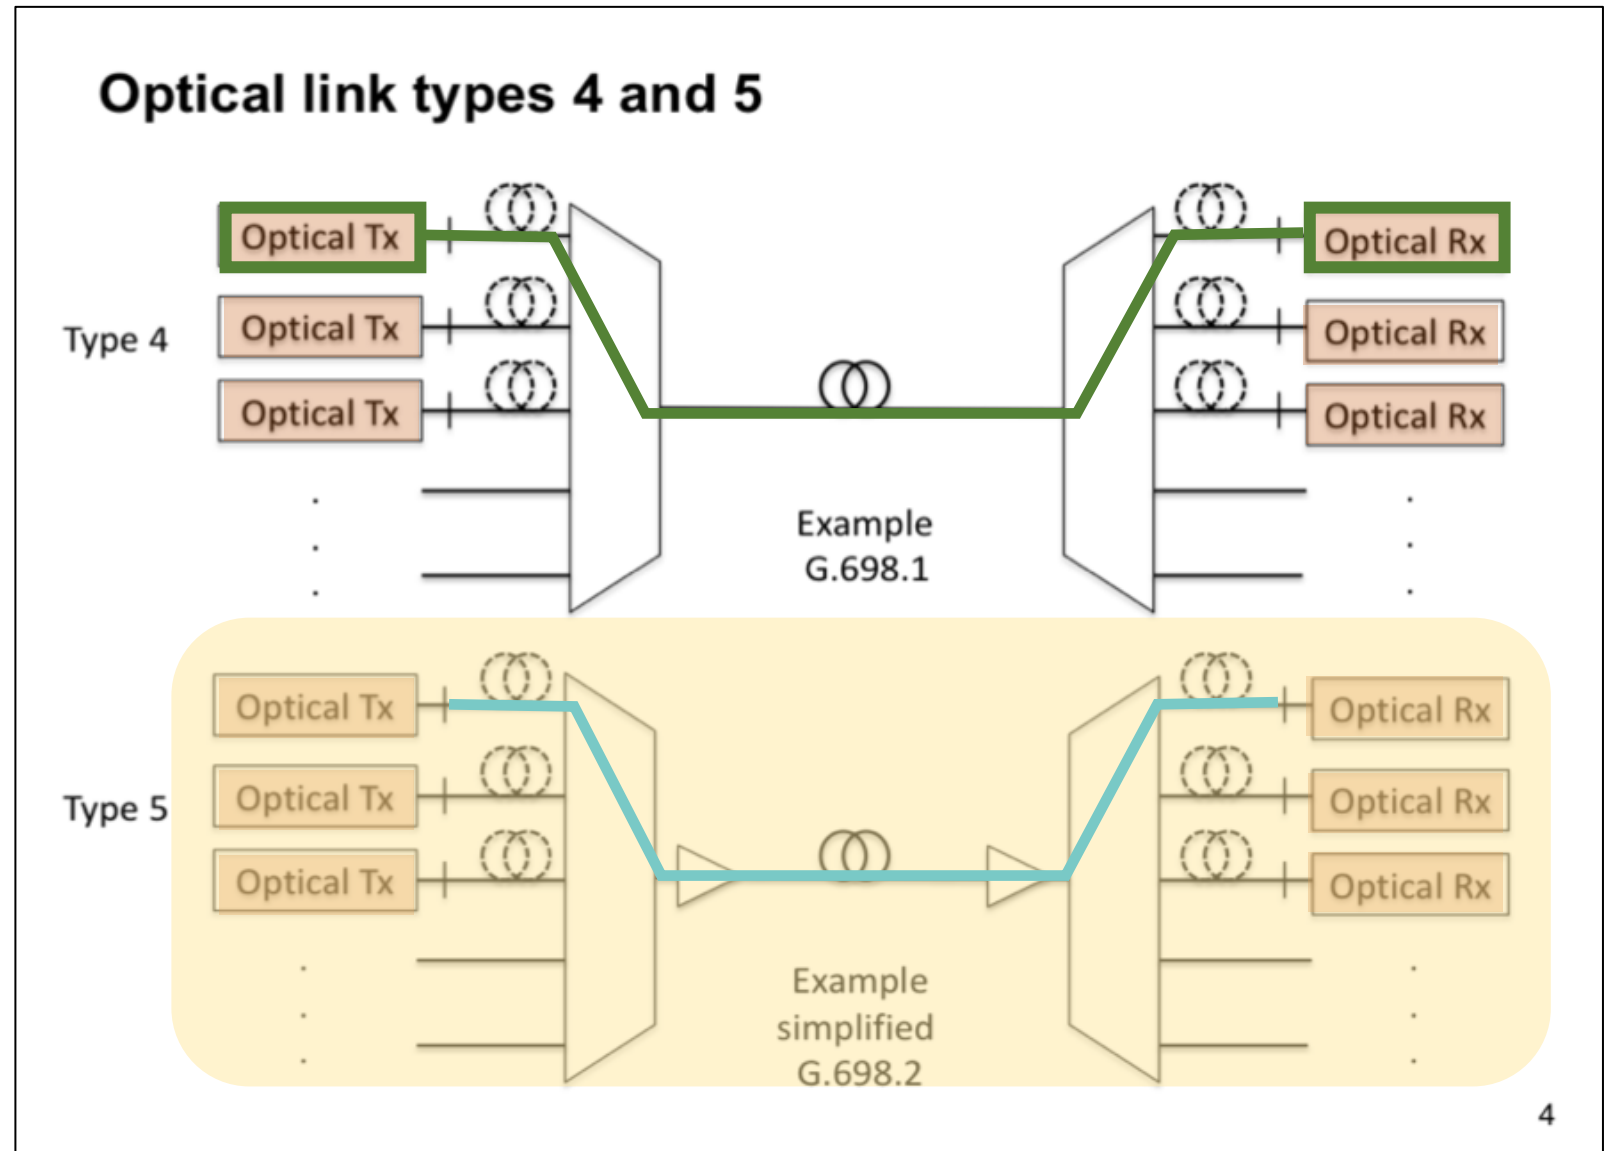 Optical link types 4 and 5
Optical Tx
Optical Rx
Type 4
Optical Tx
Optical Rx
Optical Tx
Optical Rx
Example
G.698.1
Optical Tx
Optical Rx
Type 5
Optical Tx
Optical Rx
Optical Tx
Optical Rx
Example
simplified
G.698.2
4